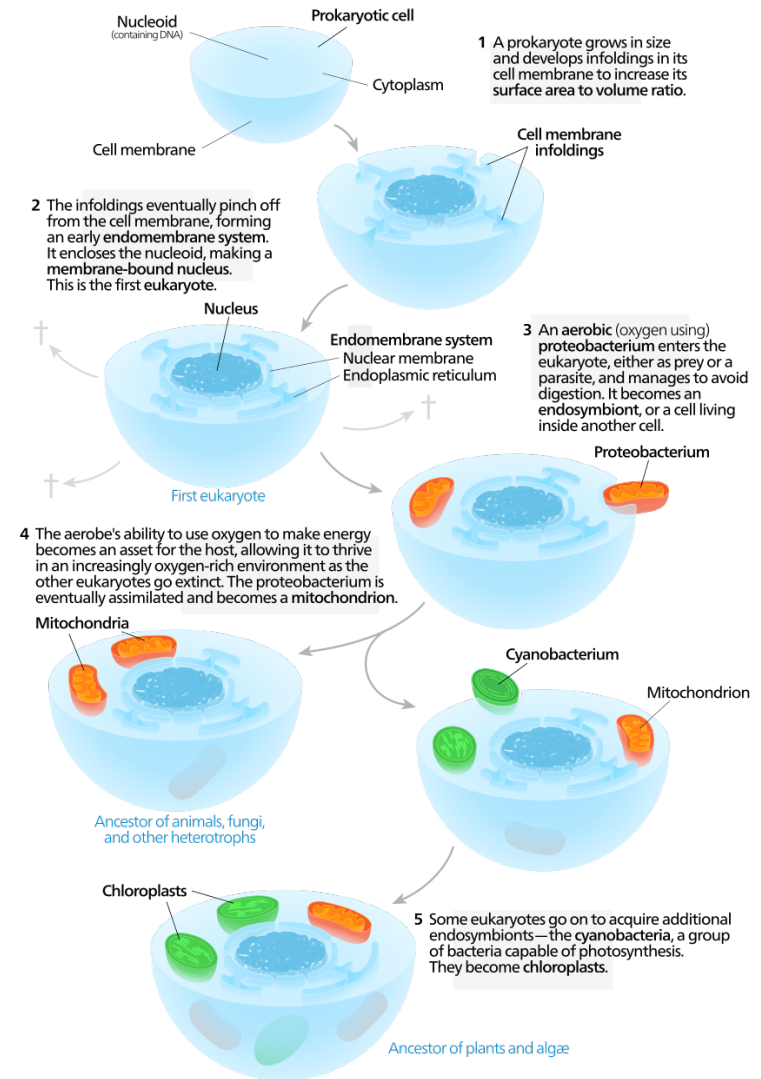 Nucleoid
(containing DNA)
Prokaryotic cell
Cytoplasm
Cell membrane
1 A prokaryote grows in size
and develops infoldings in its
cell membrane to increase its
surface area to volume ratio.
Cell membrane
infoldings
2 The infoldings eventually pinch off
from the cell membrane, forming
an early endomembrane system.
It encloses the nucleoid, making a
membrane-bound nucleus.
This is the first eukaryote.
Nucleus
Endomembrane system
Nuclear membrane
Endoplasmic reticulum
First eukaryote
3 An aerobic (oxygen using)
proteobacterium enters the
eukaryote, either as prey or a
parasite, and manages to avoid
digestion. It becomes an
endosymbiont, or a cell living
inside another cell.
Proteobacterium
4 The aerobe's ability to use oxygen to make energy
becomes an asset for the host, allowing it to thrive
in an increasingly oxygen-rich environment as the
other eukaryotes go extinct. The proteobacterium is
eventually assimilated and becomes a mitochondrion.
Mitochondria
Ancestor of animals, fungi,
and other heterotrophs
Cyanobacterium
Mitochondrion
Chloroplasts
5 Some eukaryotes go on to acquire additional
endosymbionts—the cyanobacteria, a group
of bacteria capable of photosynthesis.
They become chloroplasts.
Ancestor of plants and algæ